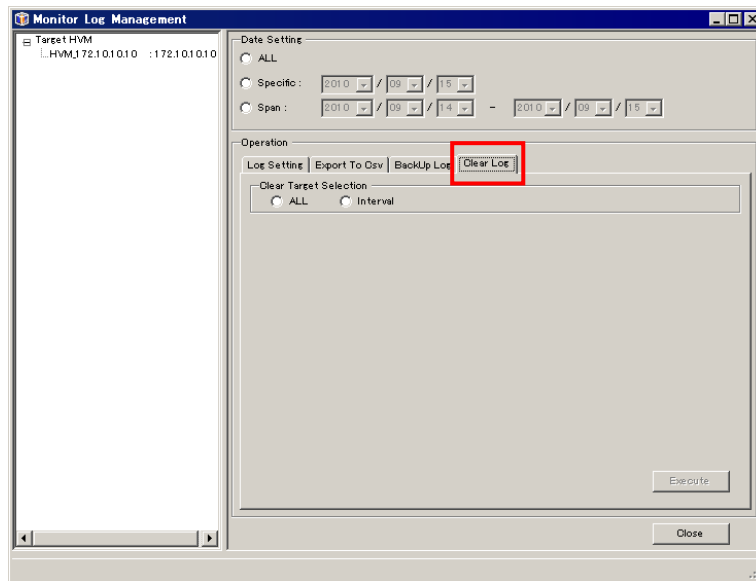 Monitor Log Management
Target HVM
HVM_172.10.10.10 : 172.10.10.10
Date Setting
ALL
Specific : 2010 / 09 / 15
Span : 2010 / 09 / 14 - 2010 / 09 / 15
Operation
Log Setting Export To Csv BackUp Log Clear Log
Clear Target Selection
ALL Interval
Execute
Close